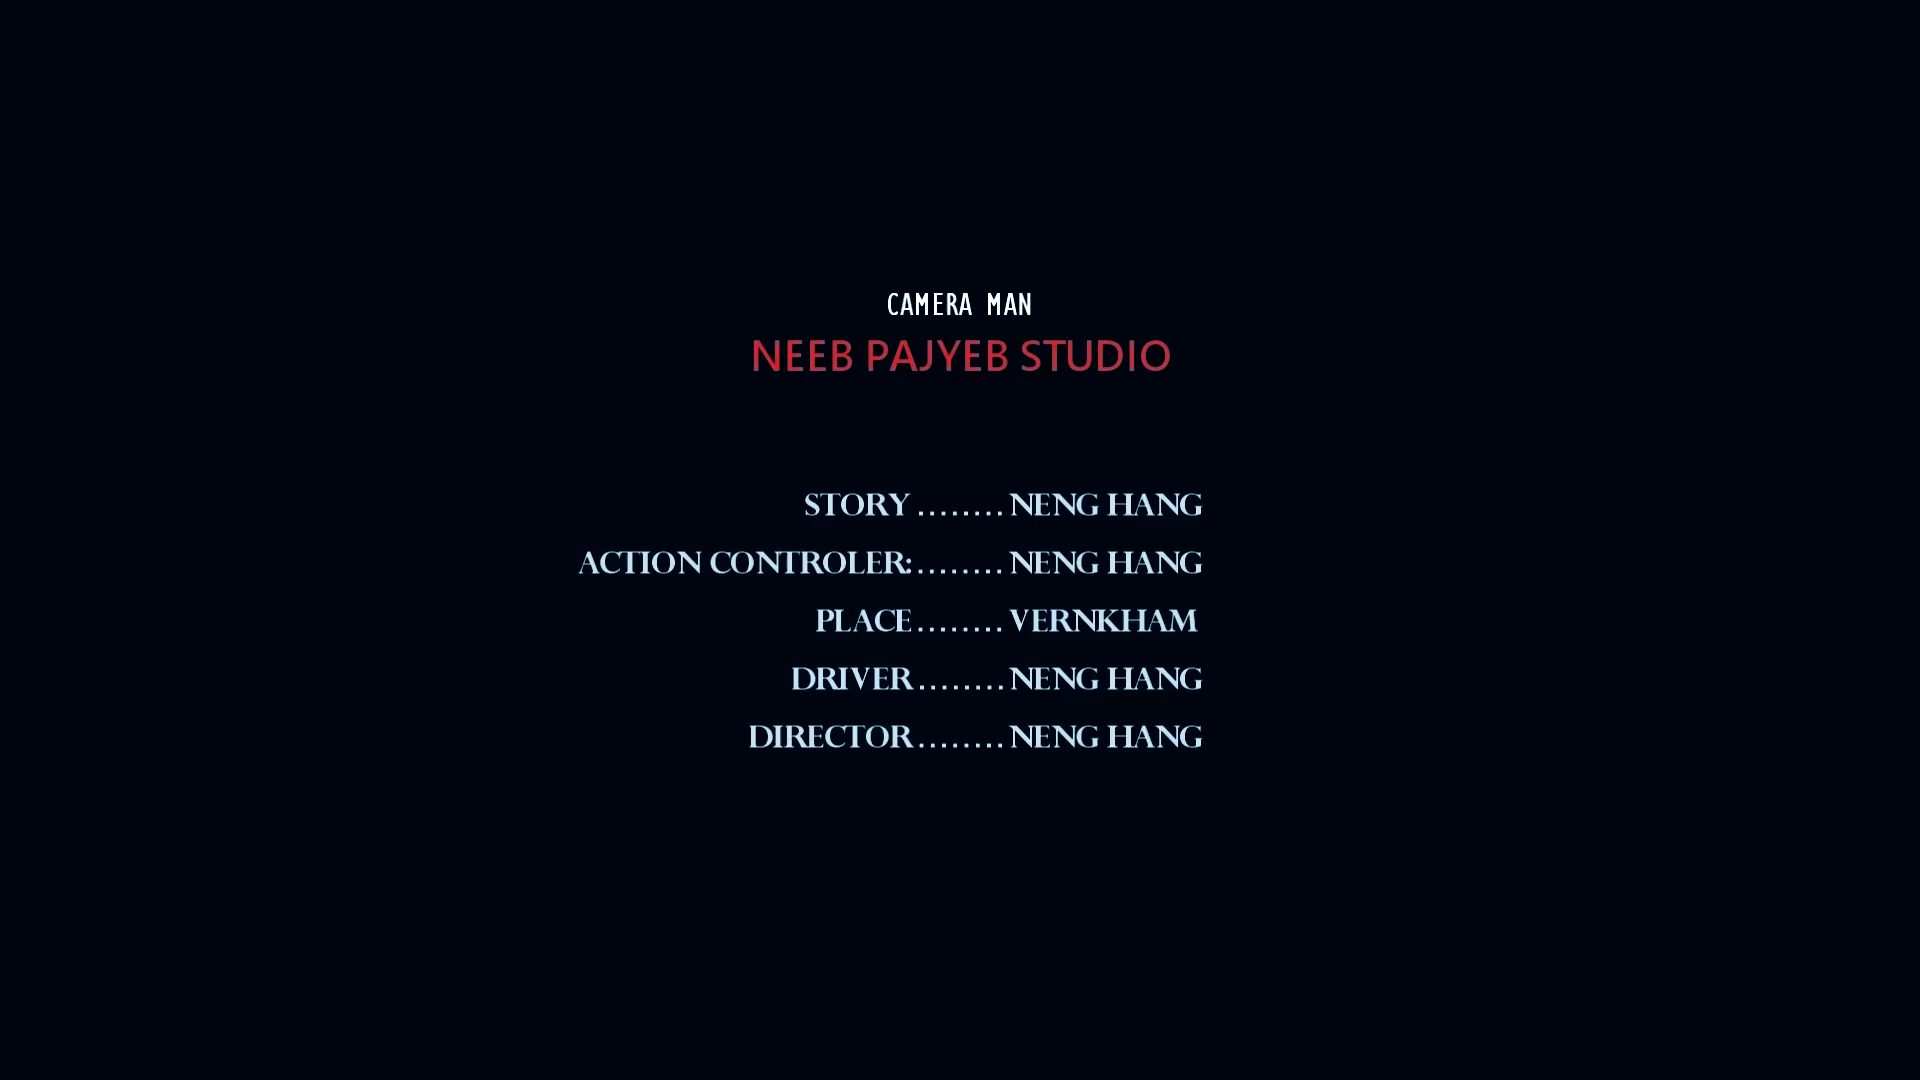 CAMERA MAN
NEEB PAJYEB STUDIO
STORY ........ NENG HANG
ACTION CONTROLER:........ NENG HANG
PLACE ........ VERNKHAM
DRIVER ........ NENG HANG
DIRECTOR ........ NENG HANG